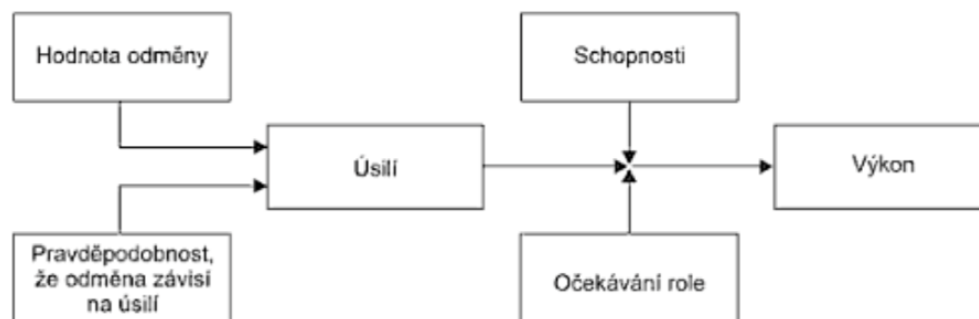 Hodnota odměny
Schopnosti
Úsilí
Výkon
Pravděpodobnost,
že odměna závisí
na úsilí
Očekávání role